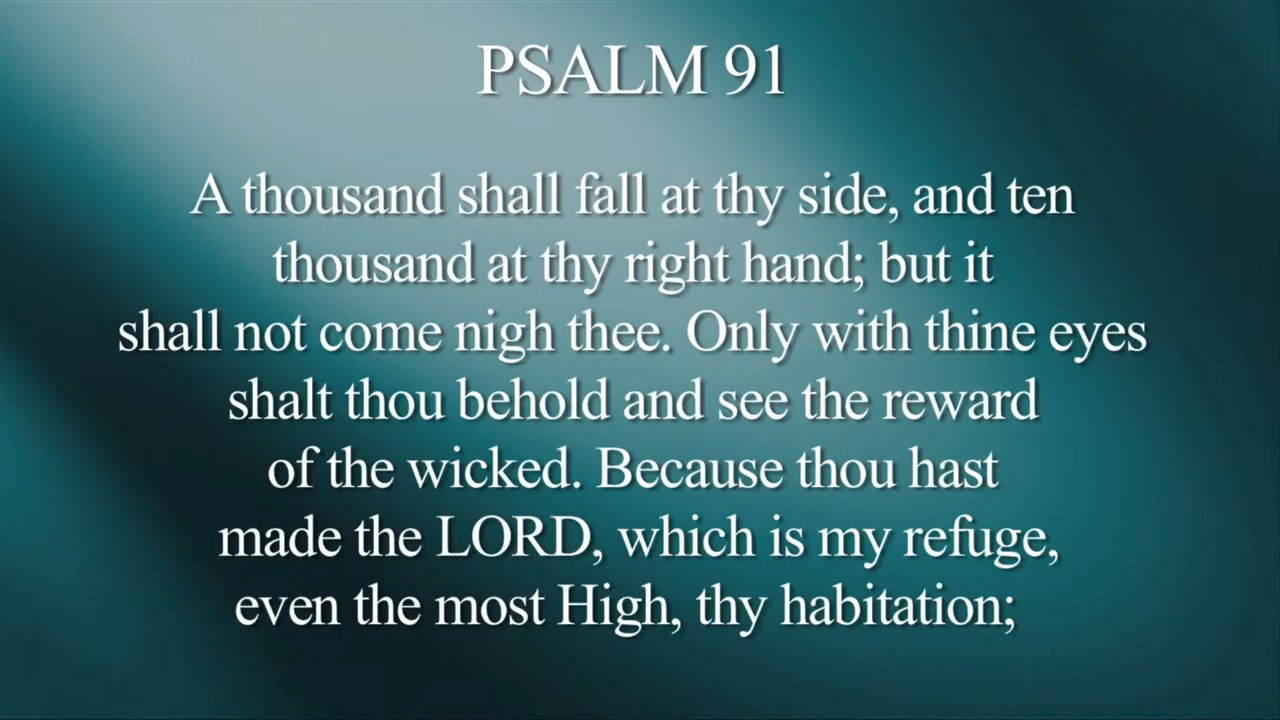 PSALM 91
A thousand shall fall at thy side, and ten
thousand at thy right hand; but it
shall not come nigh thee. Only with thine eyes
shalt thou behold and see the reward
of the wicked. Because thou hast
made the LORD, which is my refuge,
even the most High, thy habitation;